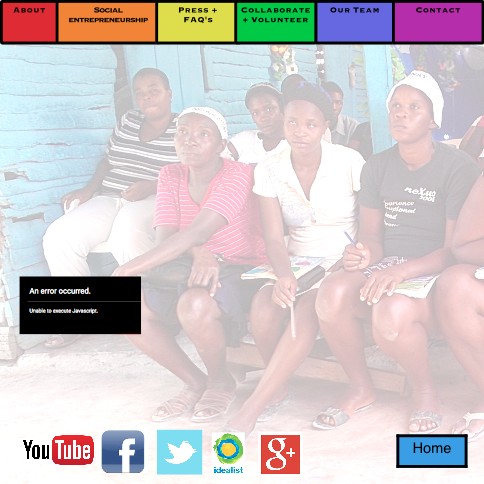 About
Social
entrepreneurship
Press +
FAQ's
Collaborate
+ Volunteer
Our Team
Contact
nexus
An error occurred.
Unable to execute Javascript.
YouTube
f
idealist
g+
Home